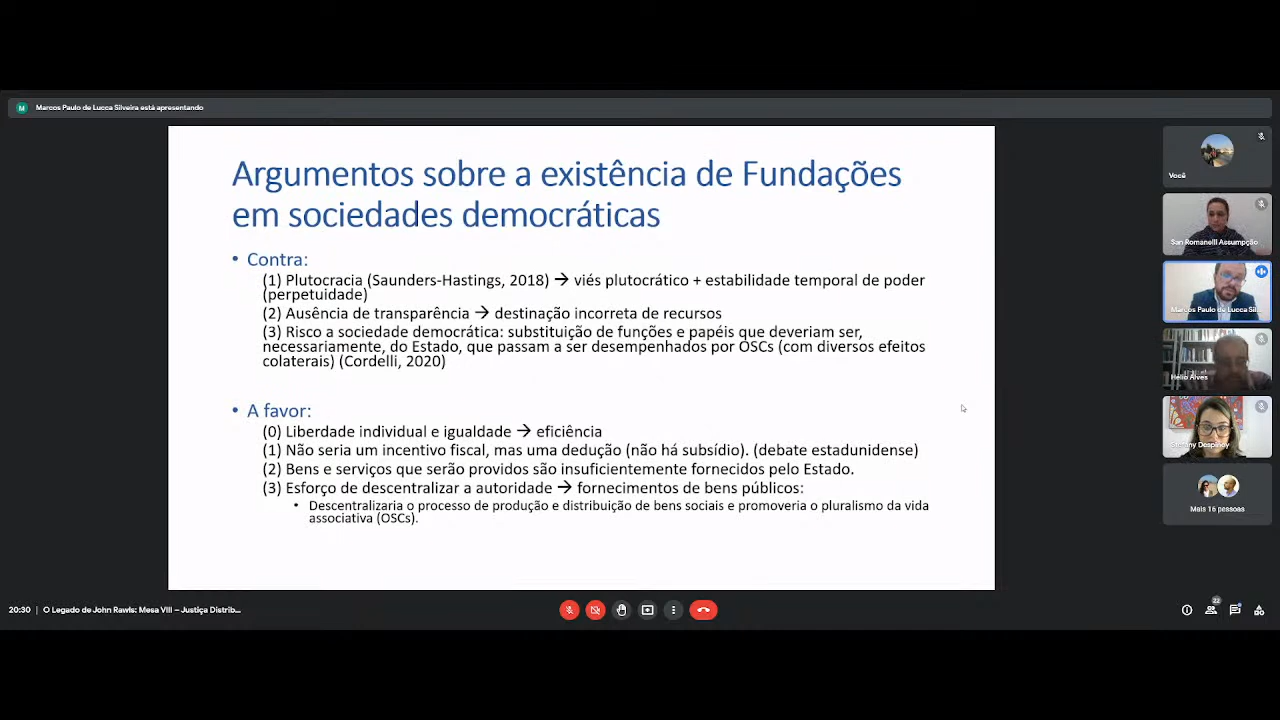 M
Marcos Paulo de Lucca Silveira está apresentando
Argumentos sobre a existência de Fundações
em sociedades democráticas
• Contra:
(1) Plutocracia (Saunders-Hastings, 2018) → viés plutocrático + estabilidade temporal de poder
(perpetuidade)
(2) Ausência de transparência → destinação incorreta de recursos
(3) Risco a sociedade democrática: substituição de funções e papéis que deveriam ser,
necessariamente, do Estado, que passam a ser desempenhados por OSCs (com diversos efeitos
colaterais) (Cordelli, 2020)
• A favor:
(0) Liberdade individual e igualdade → eficiência
(1) Não seria um incentivo fiscal, mas uma dedução (não há subsídio). (debate estadunidense)
(2) Bens e serviços que serão providos são insuficientemente fornecidos pelo Estado.
(3) Esforço de descentralizar a autoridade → fornecimentos de bens públicos:
• Descentralizaria o processo de produção e distribuição de bens sociais e promoveria o pluralismo da vida
associativa (OSCs).
Você
San Romanelli Assumpção
Marcos Paulo de Lucca Sil...
Helio Alves
Mais 16 pessoas
20:30 | O Legado de John Rawls: Mesa VIII – Justiça Distrib...
22